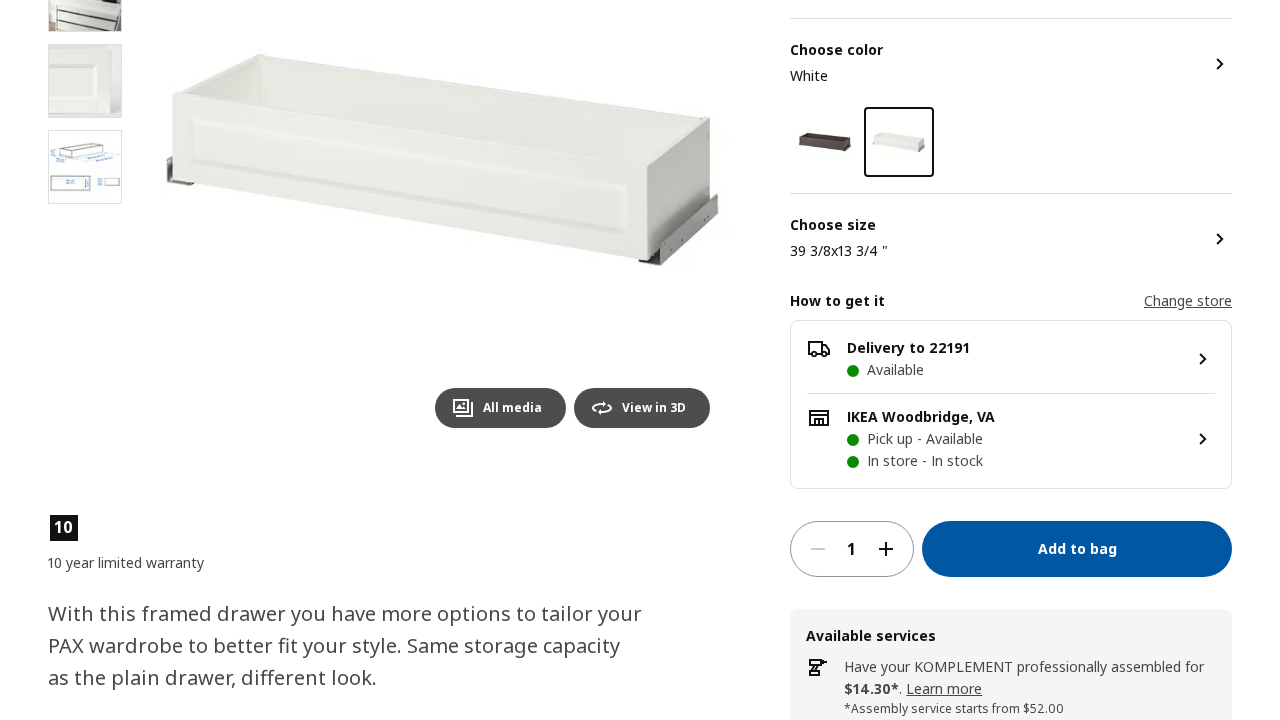 Choose color
White
Choose size
39 3/8x13 3/4 "
How to get it
Change store
Delivery to 22191
Available
IKEA Woodbridge, VA
Pick up - Available
In store - In stock
All media
View in 3D
10
10 year limited warranty
1
Add to bag
With this framed drawer you have more options to tailor your
PAX wardrobe to better fit your style. Same storage capacity
as the plain drawer, different look.
Available services
Have your KOMPLEMENT professionally assembled for
$14.30*. Learn more
*Assembly service starts from $52.00